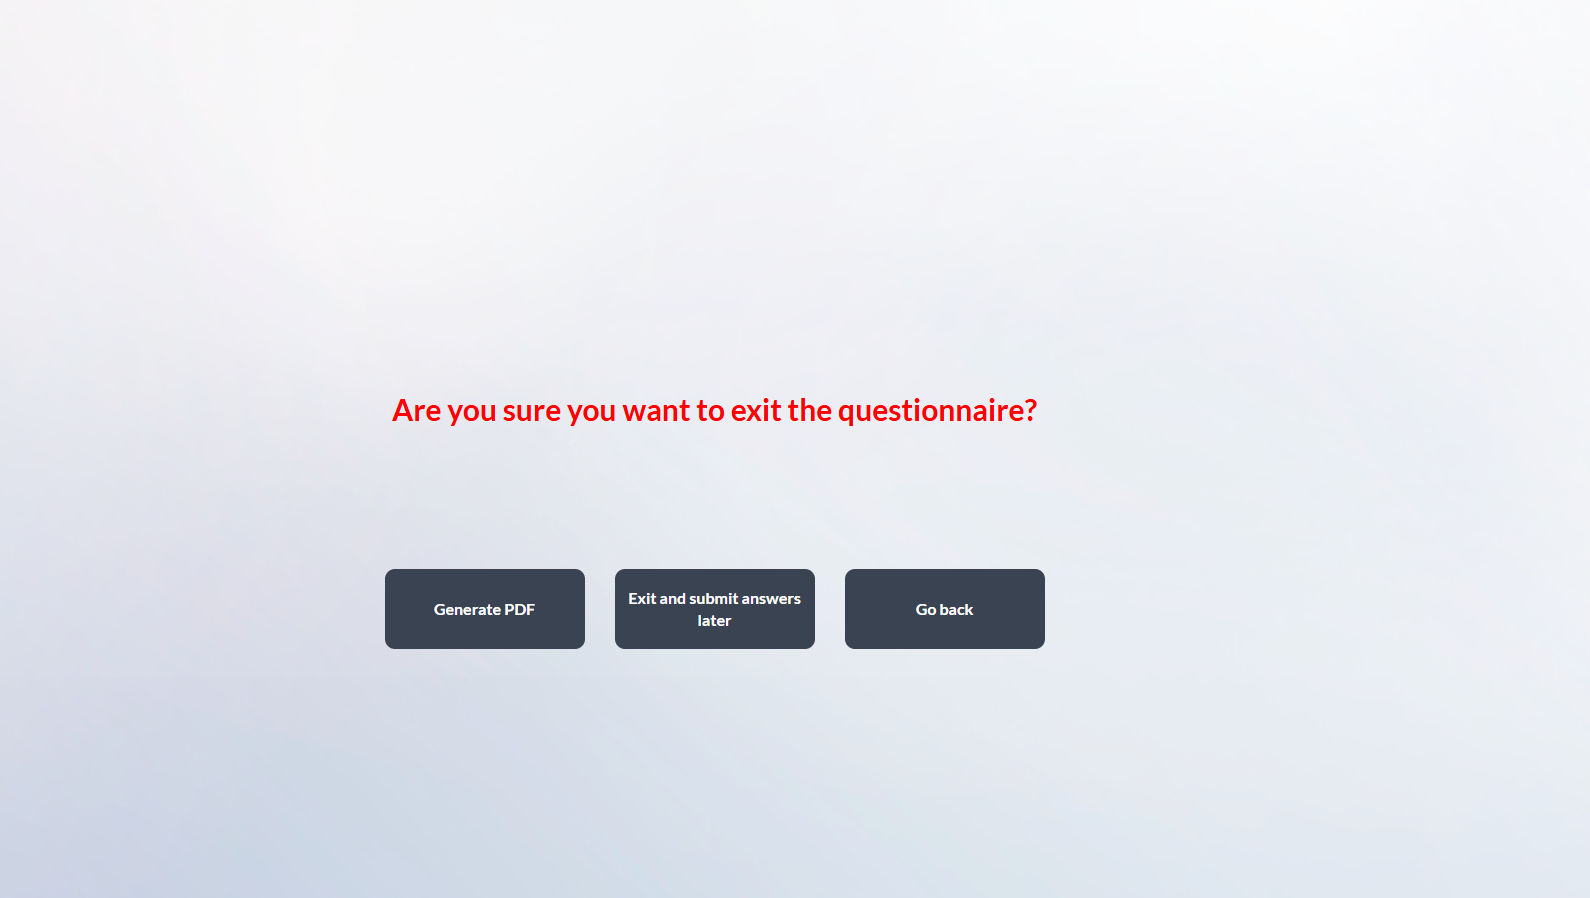 Are you sure you want to exit the questionnaire?
Generate PDF
Exit and submit answers
later
Go back